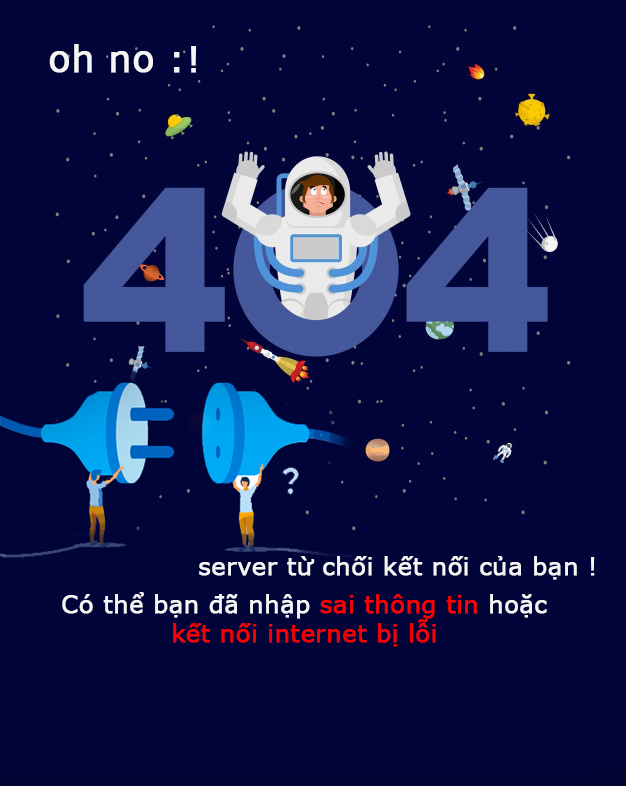 oh no :!
404
?
server từ chối kết nối của bạn !
Có thể bạn đã nhập sai thông tin hoặc
kết nối internet bị lỗi